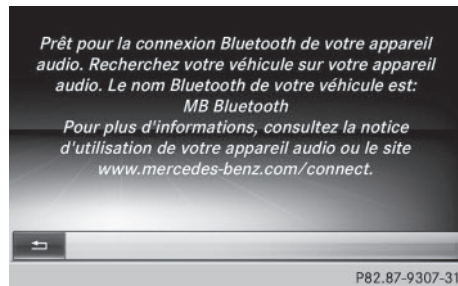 Prêt pour la connexion Bluetooth de votre appareil
audio. Recherchez votre véhicule sur votre appareil
audio. Le nom Bluetooth de votre véhicule est:
MB Bluetooth
Pour plus d'informations, consultez la notice
d'utilisation de votre appareil audio ou le site
www.mercedes-benz.com/connect.
P82.87-9307-31